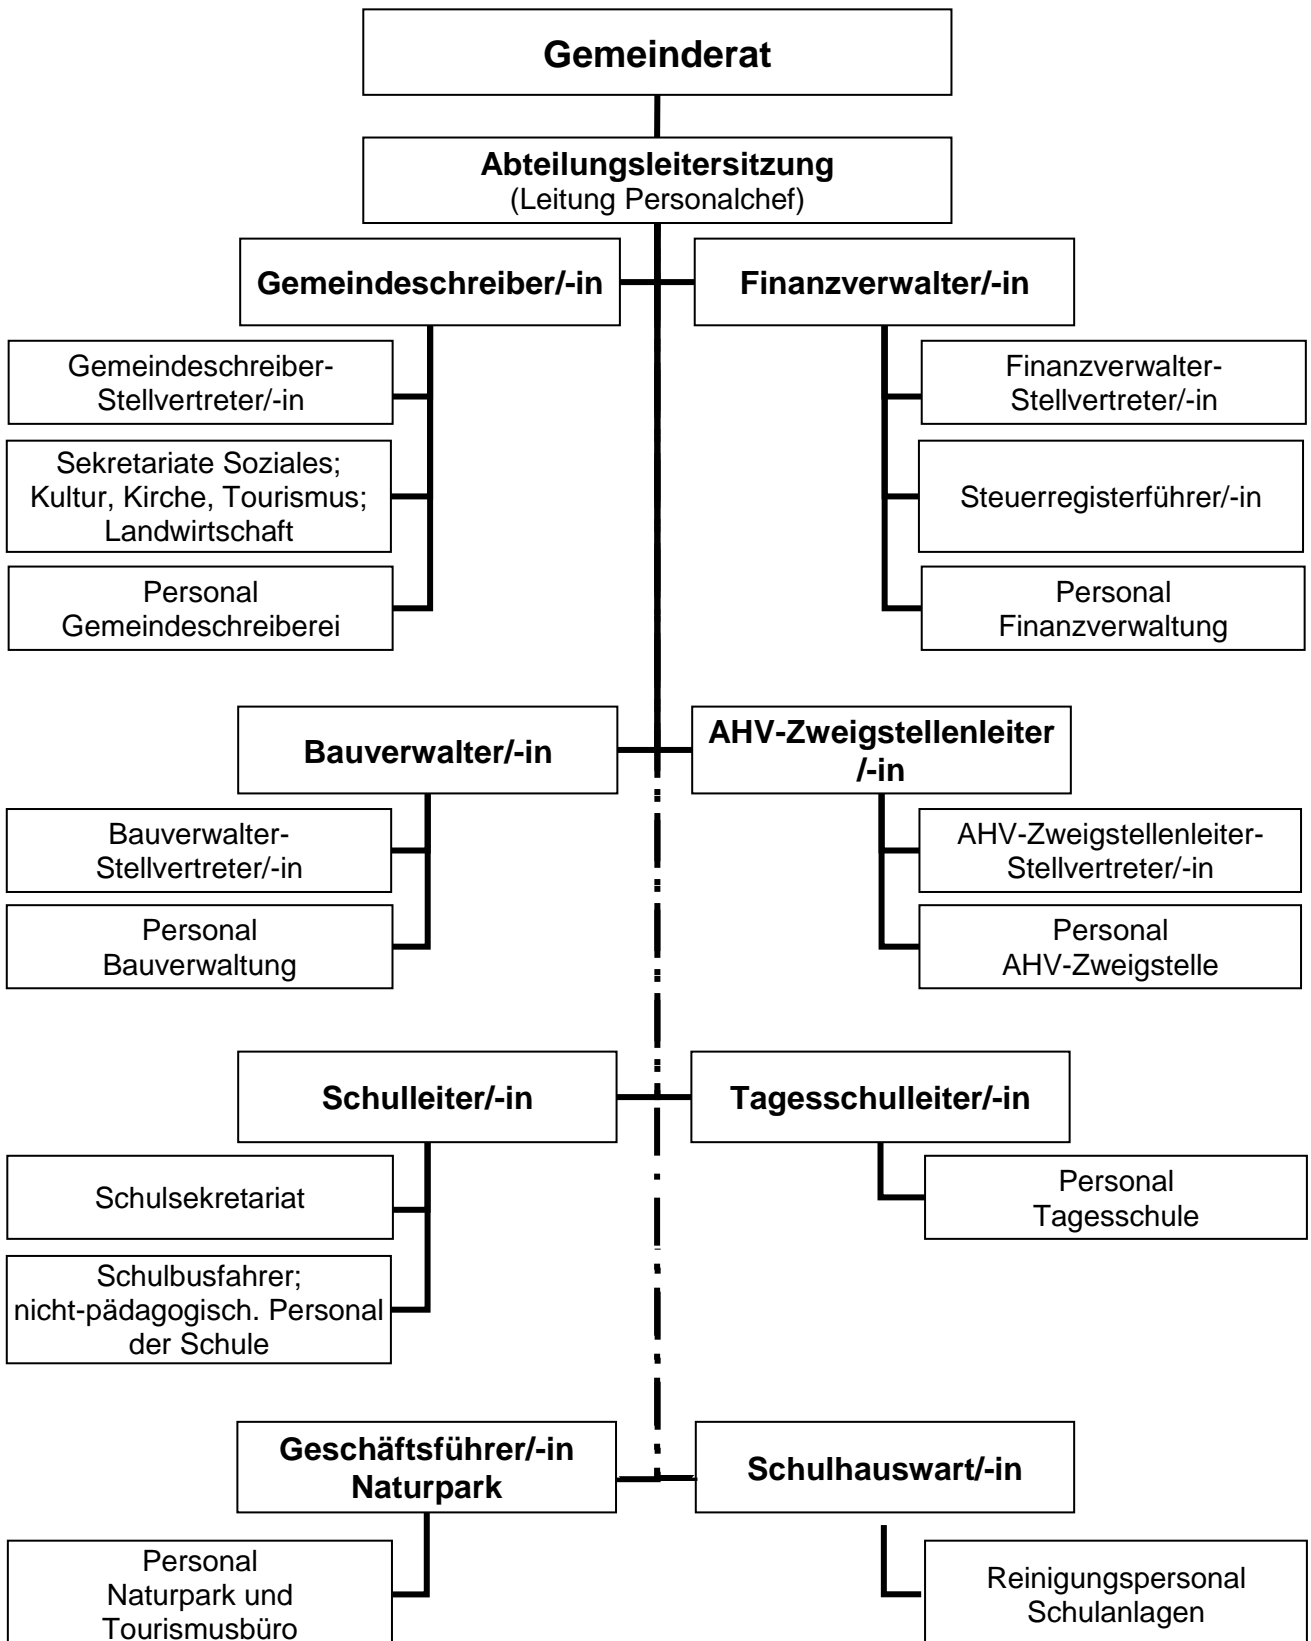 Gemeinderat
Abteilungsleitersitzung
(Leitung Personalchef)
Gemeindeschreiber/-in
Finanzverwalter/-in
Gemeindeschreiber-
Stellvertreter/-in
Finanzverwalter-
Stellvertreter/-in
Sekretariate Soziales;
Kultur, Kirche, Tourismus;
Landwirtschaft
Steuerregisterführer/-in
Personal
Gemeindeschreiberei
Personal
Finanzverwaltung
Bauverwalter/-in
AHV-Zweigstellenleiter
/-in
Bauverwalter-
Stellvertreter/-in
AHV-Zweigstellenleiter-
Stellvertreter/-in
Personal
Bauverwaltung
Personal
AHV-Zweigstelle
Schulleiter/-in
Tagesschulleiter/-in
Schulsekretariat
Personal
Tagesschule
Schulbusfahrer;
nicht-pädagogisch. Personal
der Schule
Geschäftsführer/-in
Naturpark
Schulhauswart/-in
Personal
Naturpark und
Tourismusbüro
Reinigungspersonal
Schulanlagen